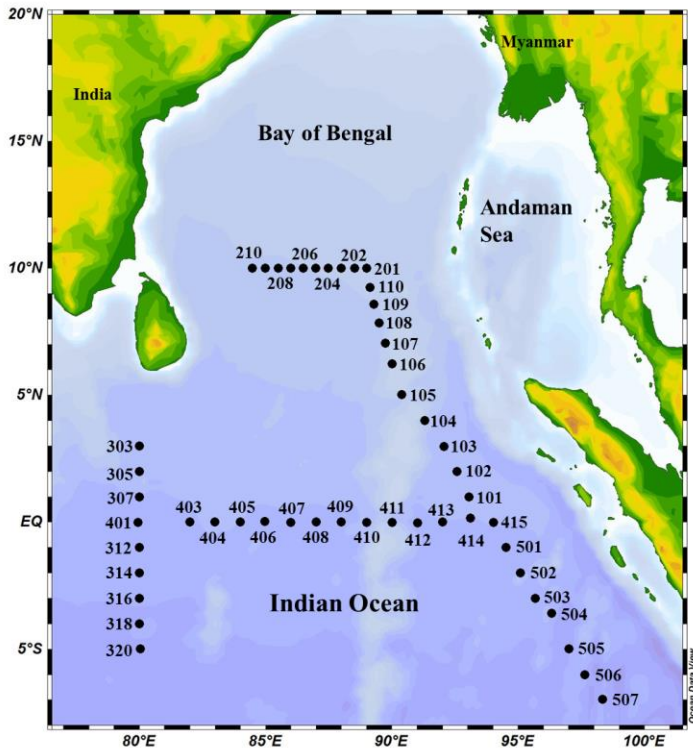 20°N
Myanmar
India
15°N
Bay of Bengal
Andaman
Sea
10°N
210 206 202 201
208 204
110
109
108
107
106
5°N
105
104
303 103
305 102
307 101
EQ 401 403 405 407 409 411 413 415
404 406 408 410 412 414
312 501
314 502
Indian Ocean
316 503
318 504
5°S 320 505
506
507
Ocean Data View
80°E 85°E 90°E 95°E 100°E